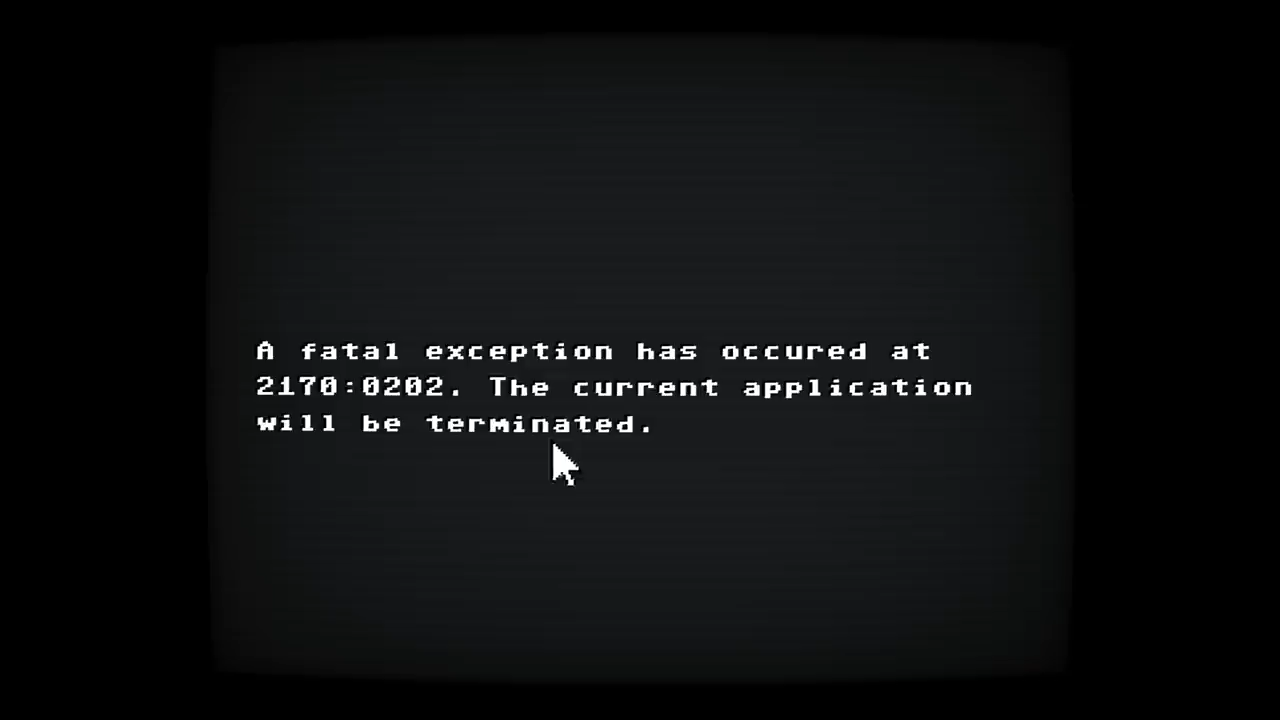 A fatal exception has occured at
2170:0202. The current application
will be terminated.